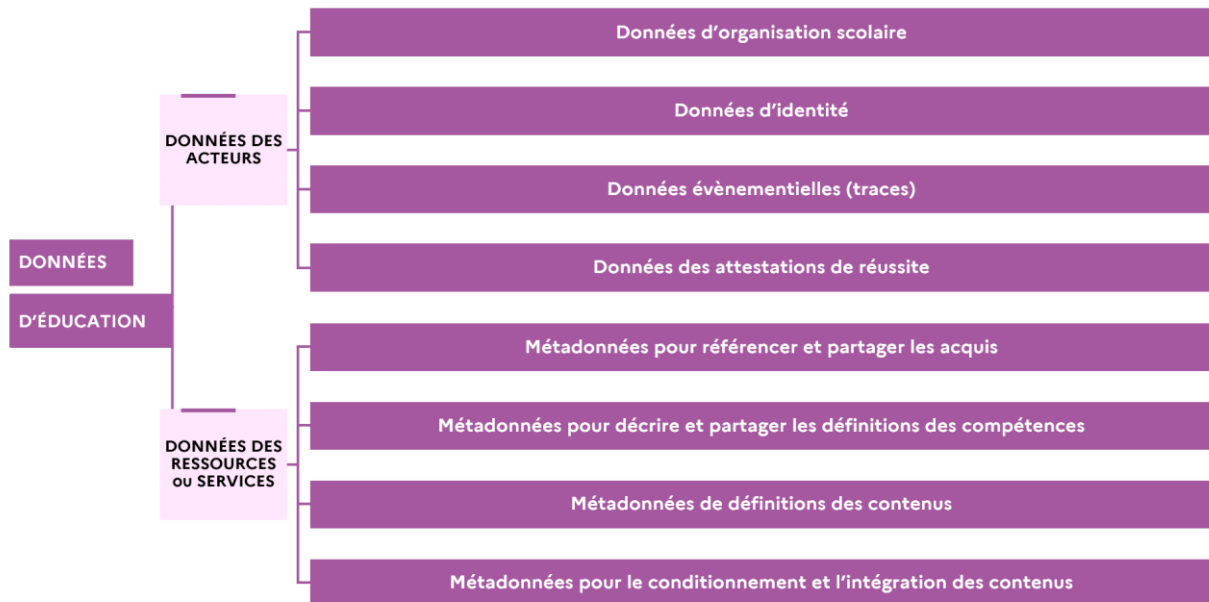 DONNÉES
D'ÉDUCATION
DONNÉES DES
ACTEURS
Données d'organisation scolaire
Données d'identité
Données évènementielles (traces)
Données des attestations de réussite
DONNÉES DES
RESSOURCES
ou SERVICES
Métadonnées pour référencer et partager les acquis
Métadonnées pour décrire et partager les définitions des compétences
Métadonnées de définitions des contenus
Métadonnées pour le conditionnement et l'intégration des contenus